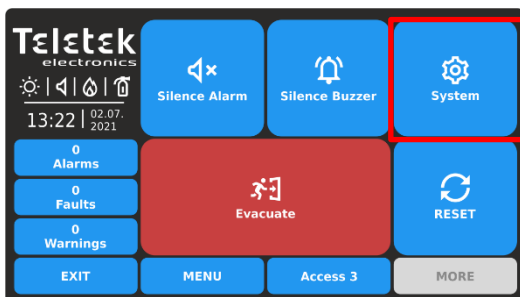 Teletek
electronics
13:22
02.07.
2021
0
Alarms
0
Faults
0
Warnings
EXIT
Silence Alarm
Silence Buzzer
System
Evacuate
RESET
MENU
Access 3
MORE